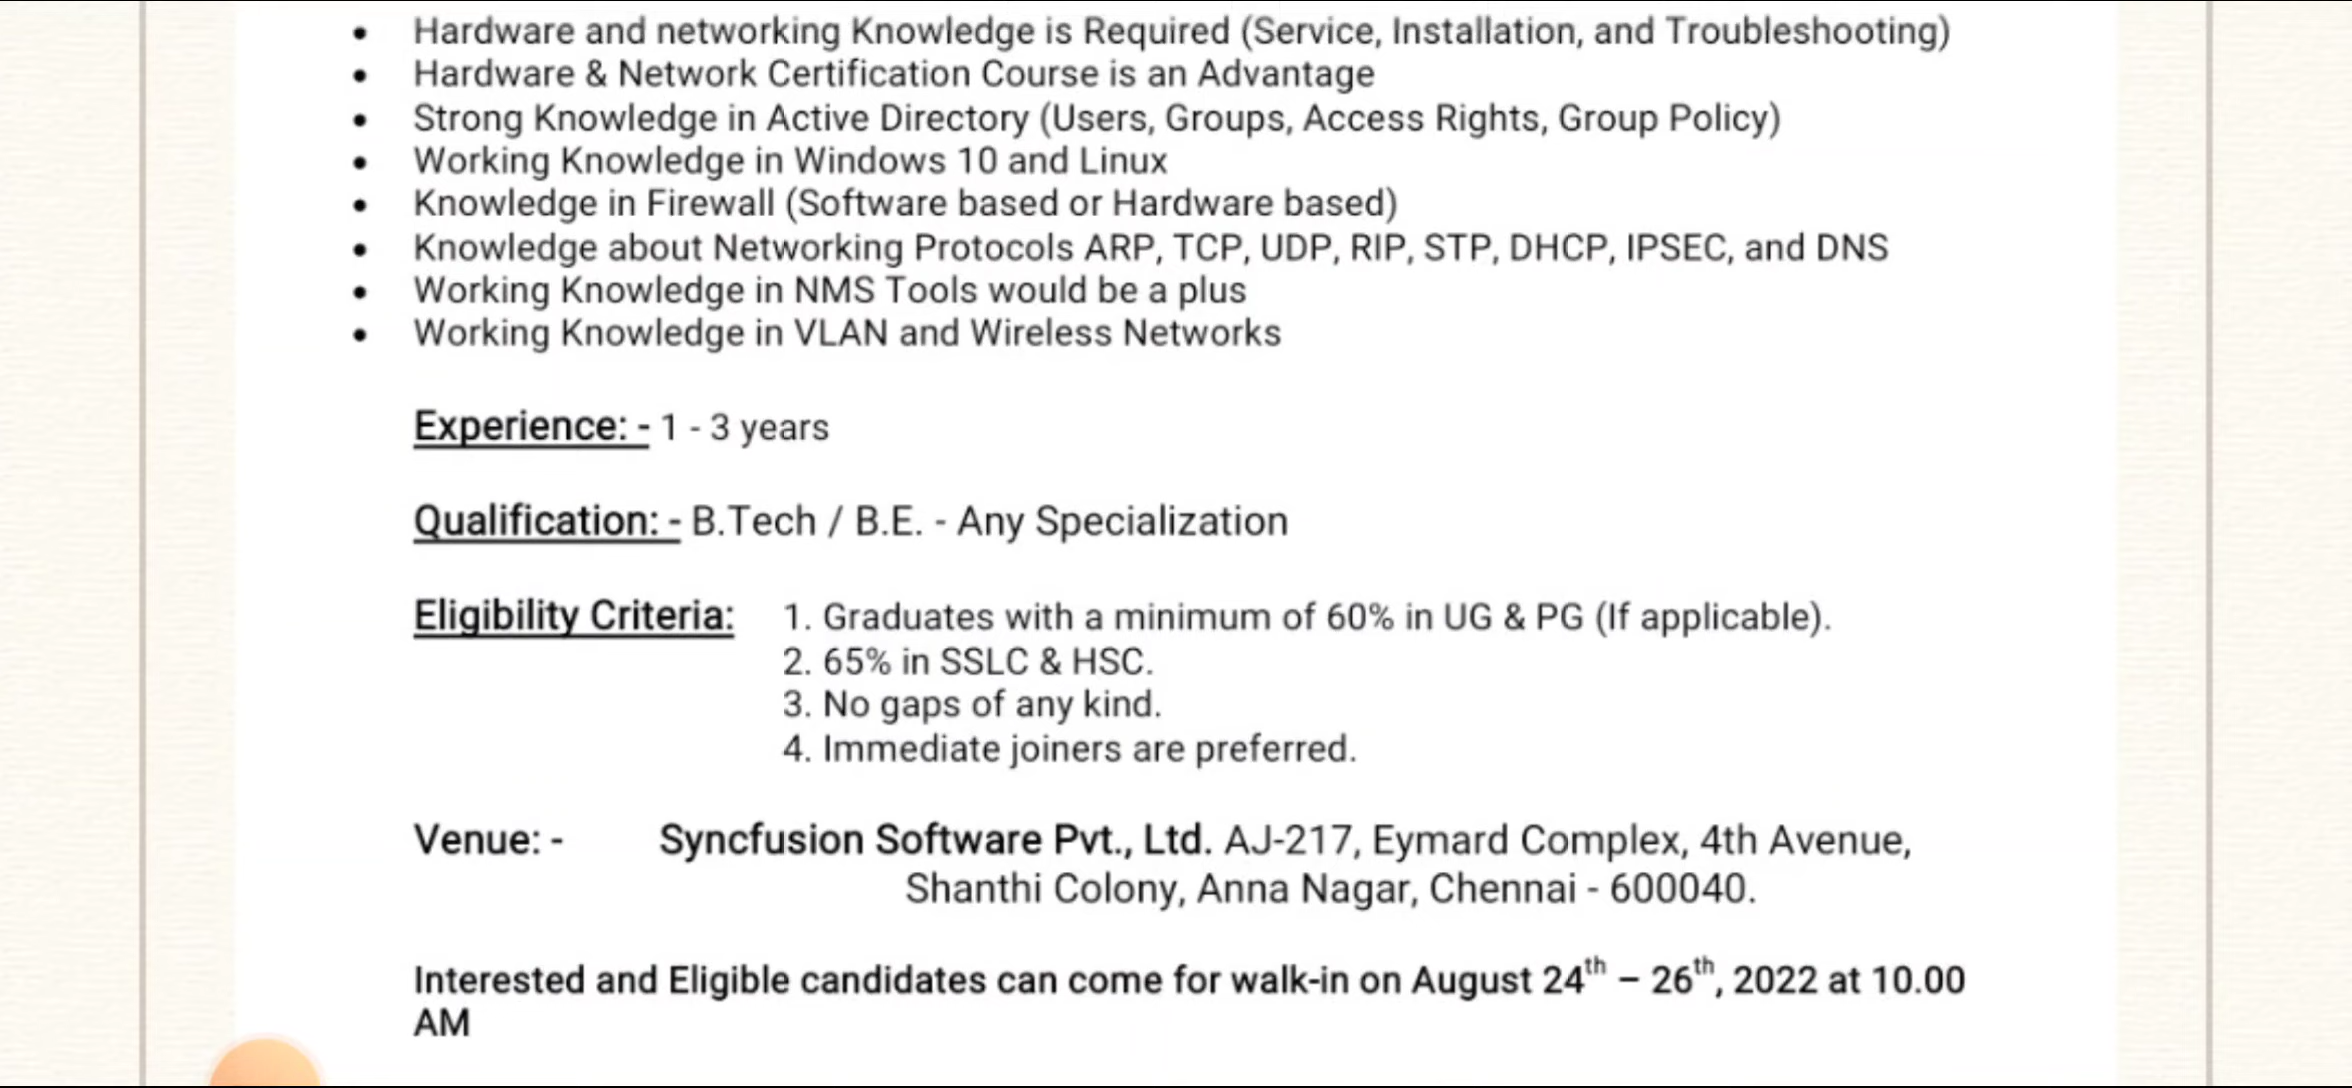 • Hardware and networking Knowledge is Required (Service, Installation, and Troubleshooting)
• Hardware & Network Certification Course is an Advantage
• Strong Knowledge in Active Directory (Users, Groups, Access Rights, Group Policy)
• Working Knowledge in Windows 10 and Linux
• Knowledge in Firewall (Software based or Hardware based)
• Knowledge about Networking Protocols ARP, TCP, UDP, RIP, STP, DHCP, IPSEC, and DNS
• Working Knowledge in NMS Tools would be a plus
• Working Knowledge in VLAN and Wireless Networks
Experience: - 1 - 3 years
Qualification: - B.Tech / B.E. - Any Specialization
Eligibility Criteria: 1. Graduates with a minimum of 60% in UG & PG (If applicable).
2. 65% in SSLC & HSC.
3. No gaps of any kind.
4. Immediate joiners are preferred.
Venue: - Syncfusion Software Pvt., Ltd. AJ-217, Eymard Complex, 4th Avenue,
Shanthi Colony, Anna Nagar, Chennai - 600040.
Interested and Eligible candidates can come for walk-in on August 24th – 26th, 2022 at 10.00
AM